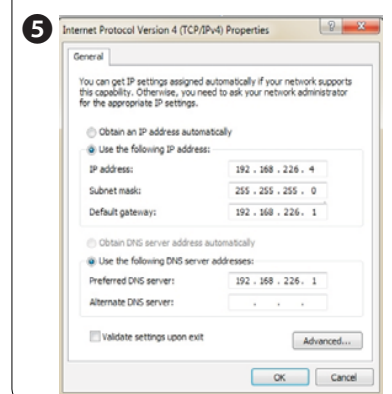 5
Internet Protocol Version 4 (TCP/IPv4) Properties
General
You can get IP settings assigned automatically if your network supports
this capability. Otherwise, you need to ask your network administrator
for the appropriate IP settings.
Obtain an IP address automatically
Use the following IP address:
IP address: 192 . 168 . 226 . 4
Subnet mask: 255 . 255 . 255 . 0
Default gateway: 192 . 168 . 226 . 1
Obtain DNS server address automatically
Use the following DNS server addresses:
Preferred DNS server: 192 . 168 . 226 . 1
Alternate DNS server: . . .
Validate settings upon exit
Advanced...
OK Cancel